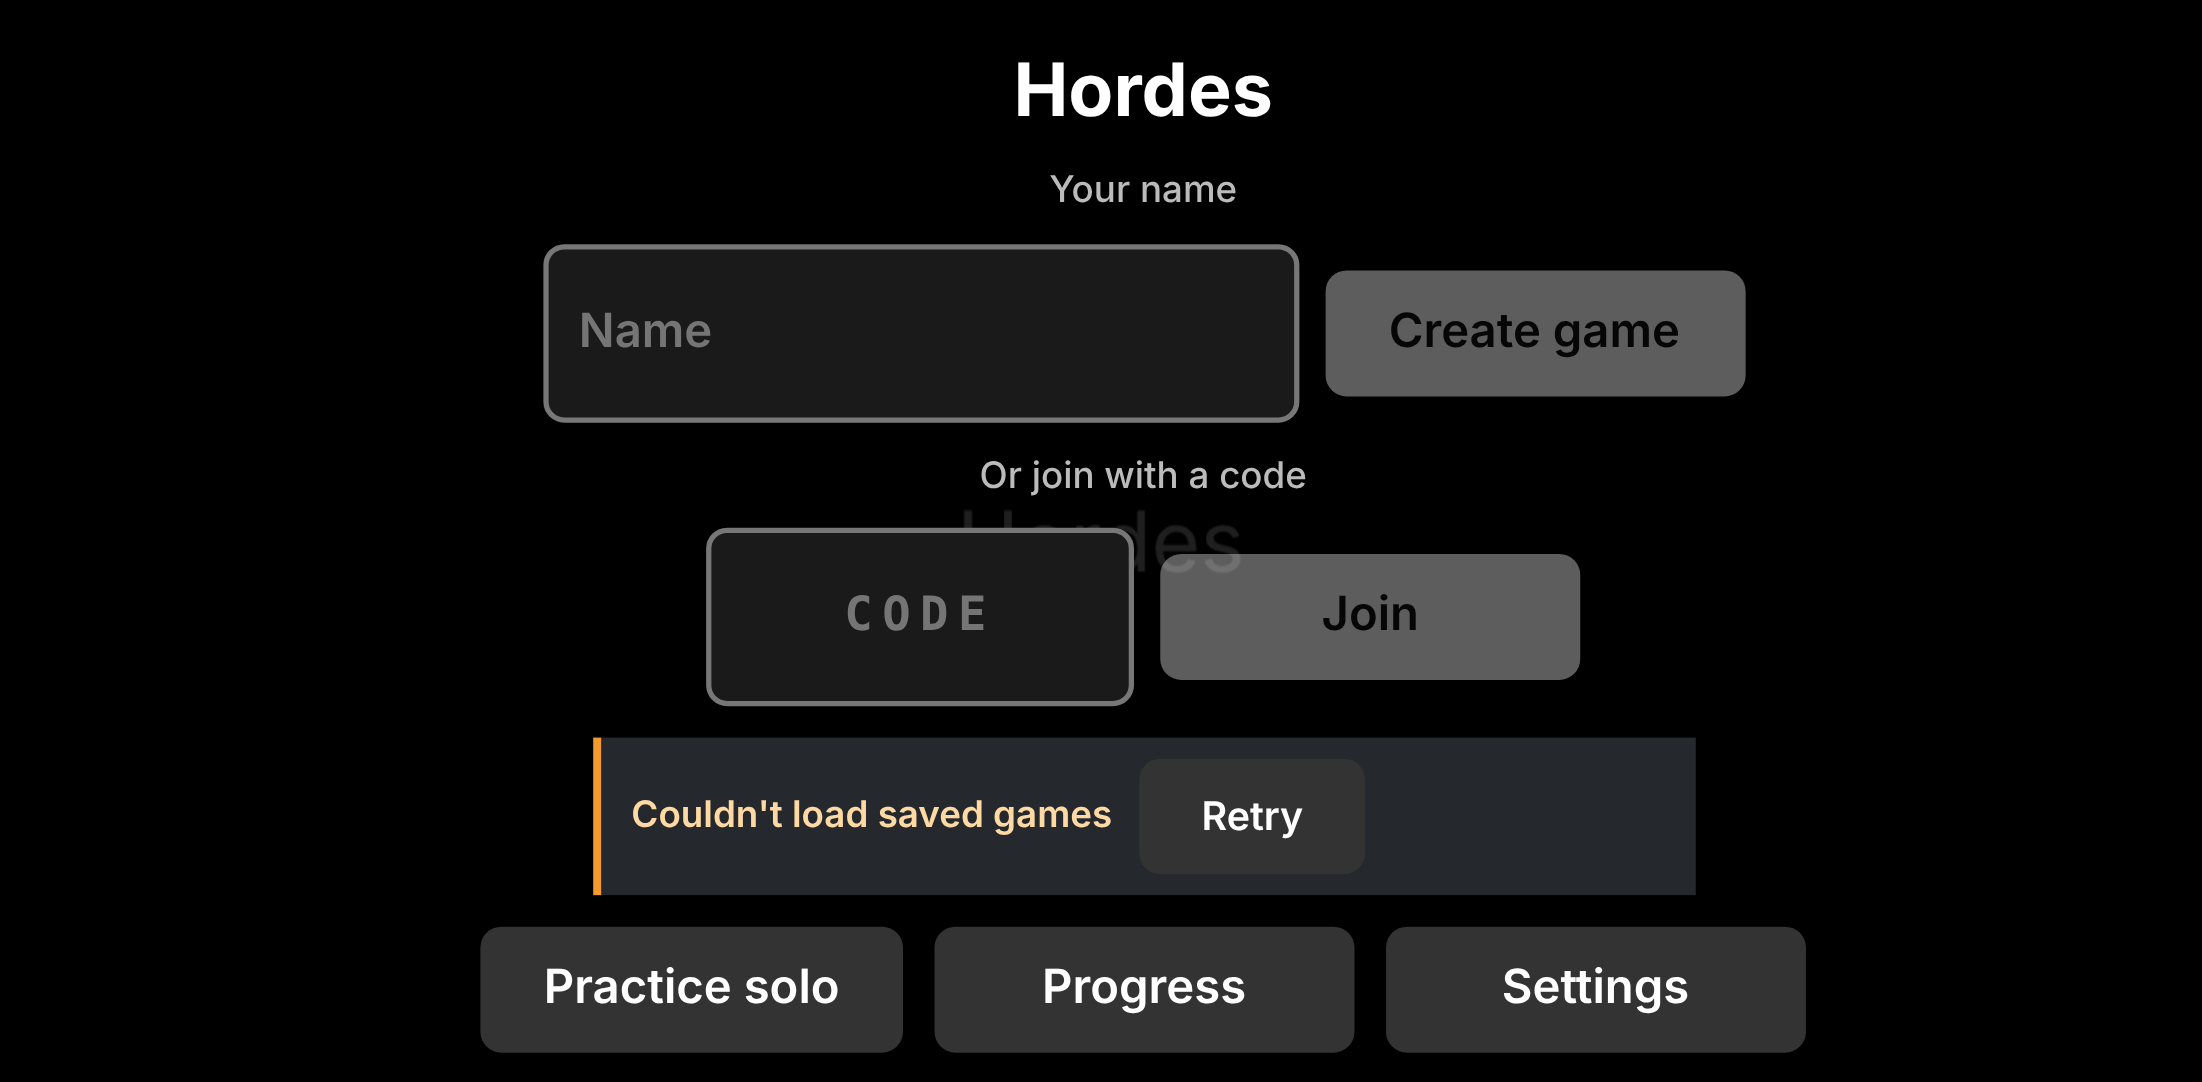 Hordes
Your name
Name
Create game
Or join with a code
Hordes
CODE
Join
Couldn't load saved games
Retry
Practice solo
Progress
Settings